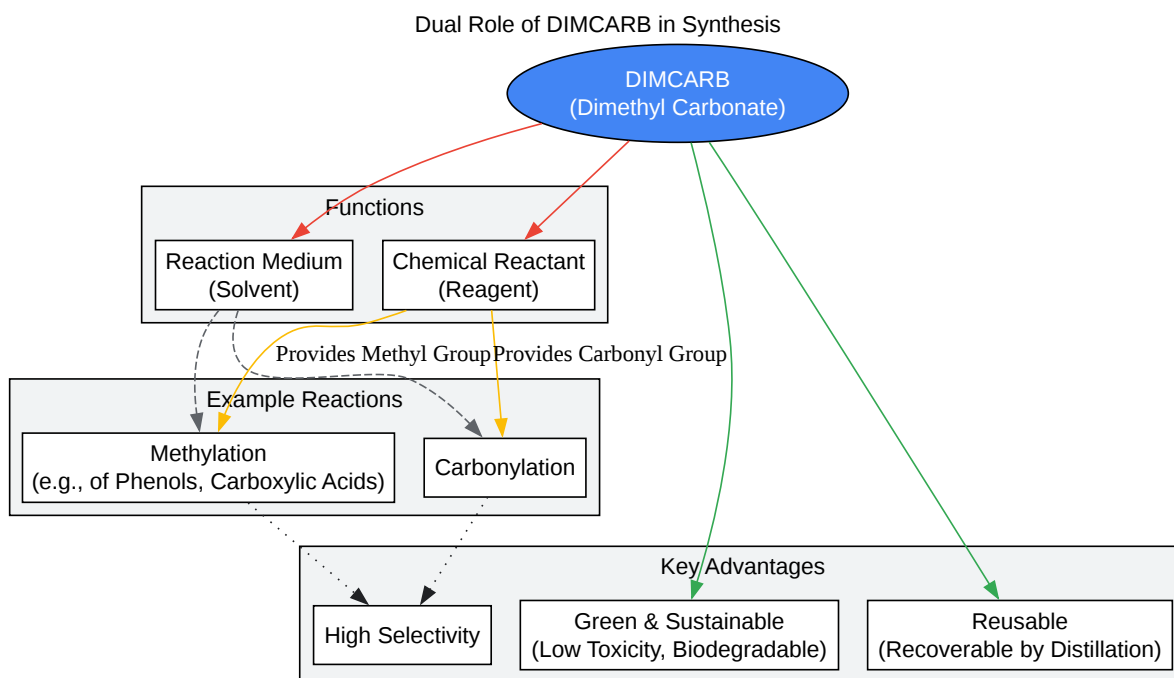 Dual Role of DIMCARB in Synthesis
DIMCARB
(Dimethyl Carbonate)
Functions
Reaction Medium
(Solvent)
Chemical Reactant
(Reagent)
Provides Methyl Group
Provides Carbonyl Group
Example Reactions
Methylation
(e.g., of Phenols, Carboxylic Acids)
Carbonylation
Key Advantages
High Selectivity
Green & Sustainable
(Low Toxicity, Biodegradable)
Reusable
(Recoverable by Distillation)